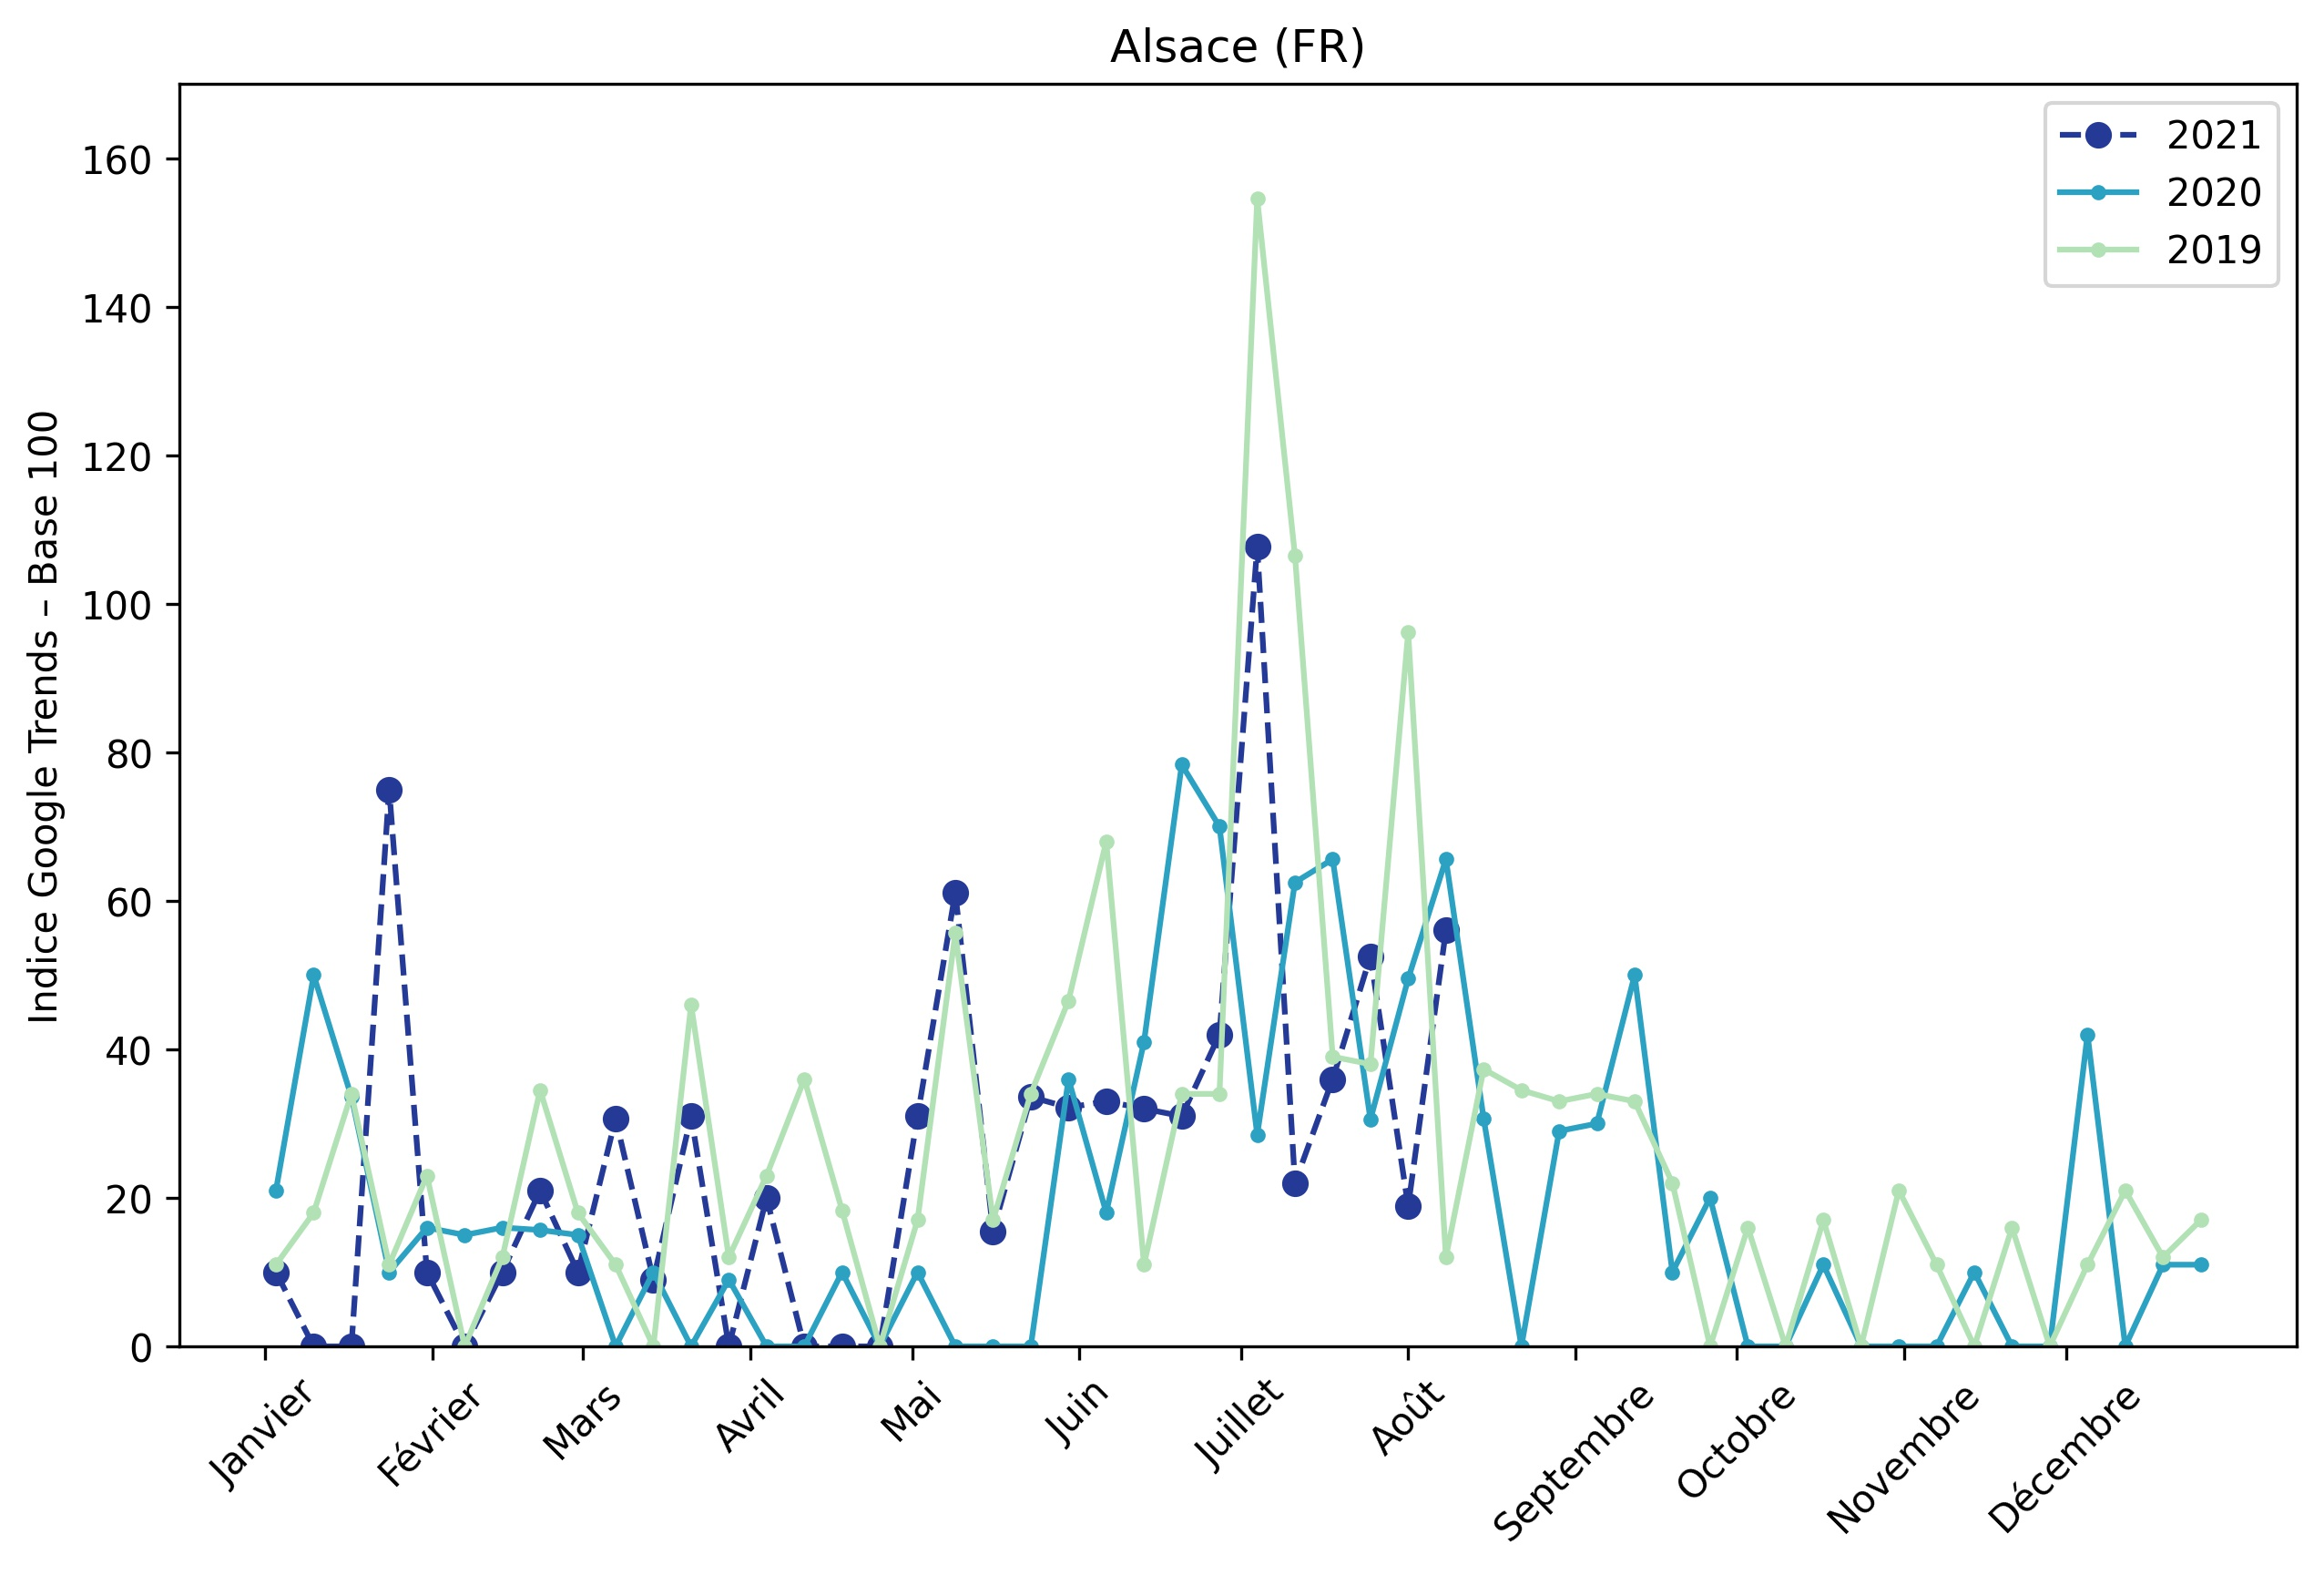 Alsace (FR)
2021
2020
2019
Indice Google Trends – Base 100
160
140
120
100
80
60
40
20
0
Janvier
Février
Mars
Avril
Mai
Juin
Juillet
Août
Septembre
Octobre
Novembre
Décembre